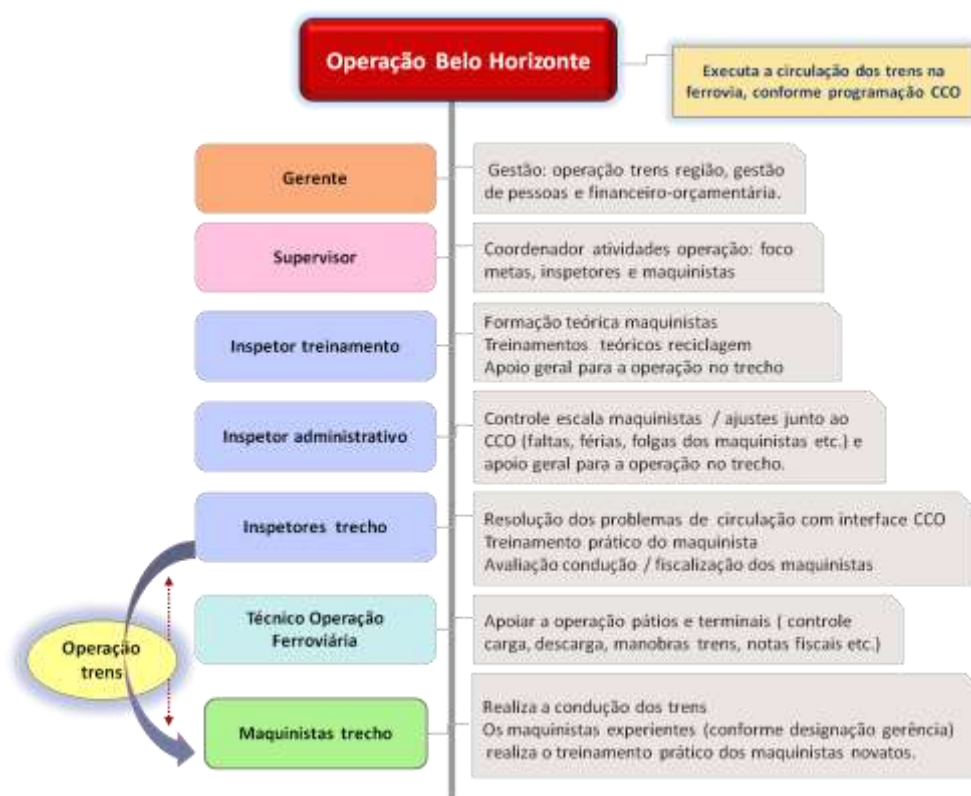 Operação Belo Horizonte
Executa a circulação dos trens na
ferrovia, conforme programação CCO
Gerente
Gestão: operação trens região, gestão
de pessoas e financeiro-orçamentária.
Supervisor
Coordenador atividades operação: foco
metas, inspetores e maquinistas
Inspetor treinamento
Formação teórica maquinistas
Treinamentos teóricos reciclagem
Apoio geral para a operação no trecho
Inspetor administrativo
Controle escala maquinistas / ajustes junto ao
CCO (faltas, férias, folgas dos maquinistas etc.) e
apoio geral para a operação no trecho.
Inspetores trecho
Resolução dos problemas de circulação com interface CCO
Treinamento prático do maquinista
Avaliação condução / fiscalização dos maquinistas
Técnico Operação
Ferroviária
Apoiar a operação pátios e terminais ( controle
carga, descarga, manobras trens, notas fiscais etc.)
Operação
trens
Maquinistas trecho
Realiza a condução dos trens
Os maquinistas experientes (conforme designação gerência)
realiza o treinamento prático dos maquinistas novatos.